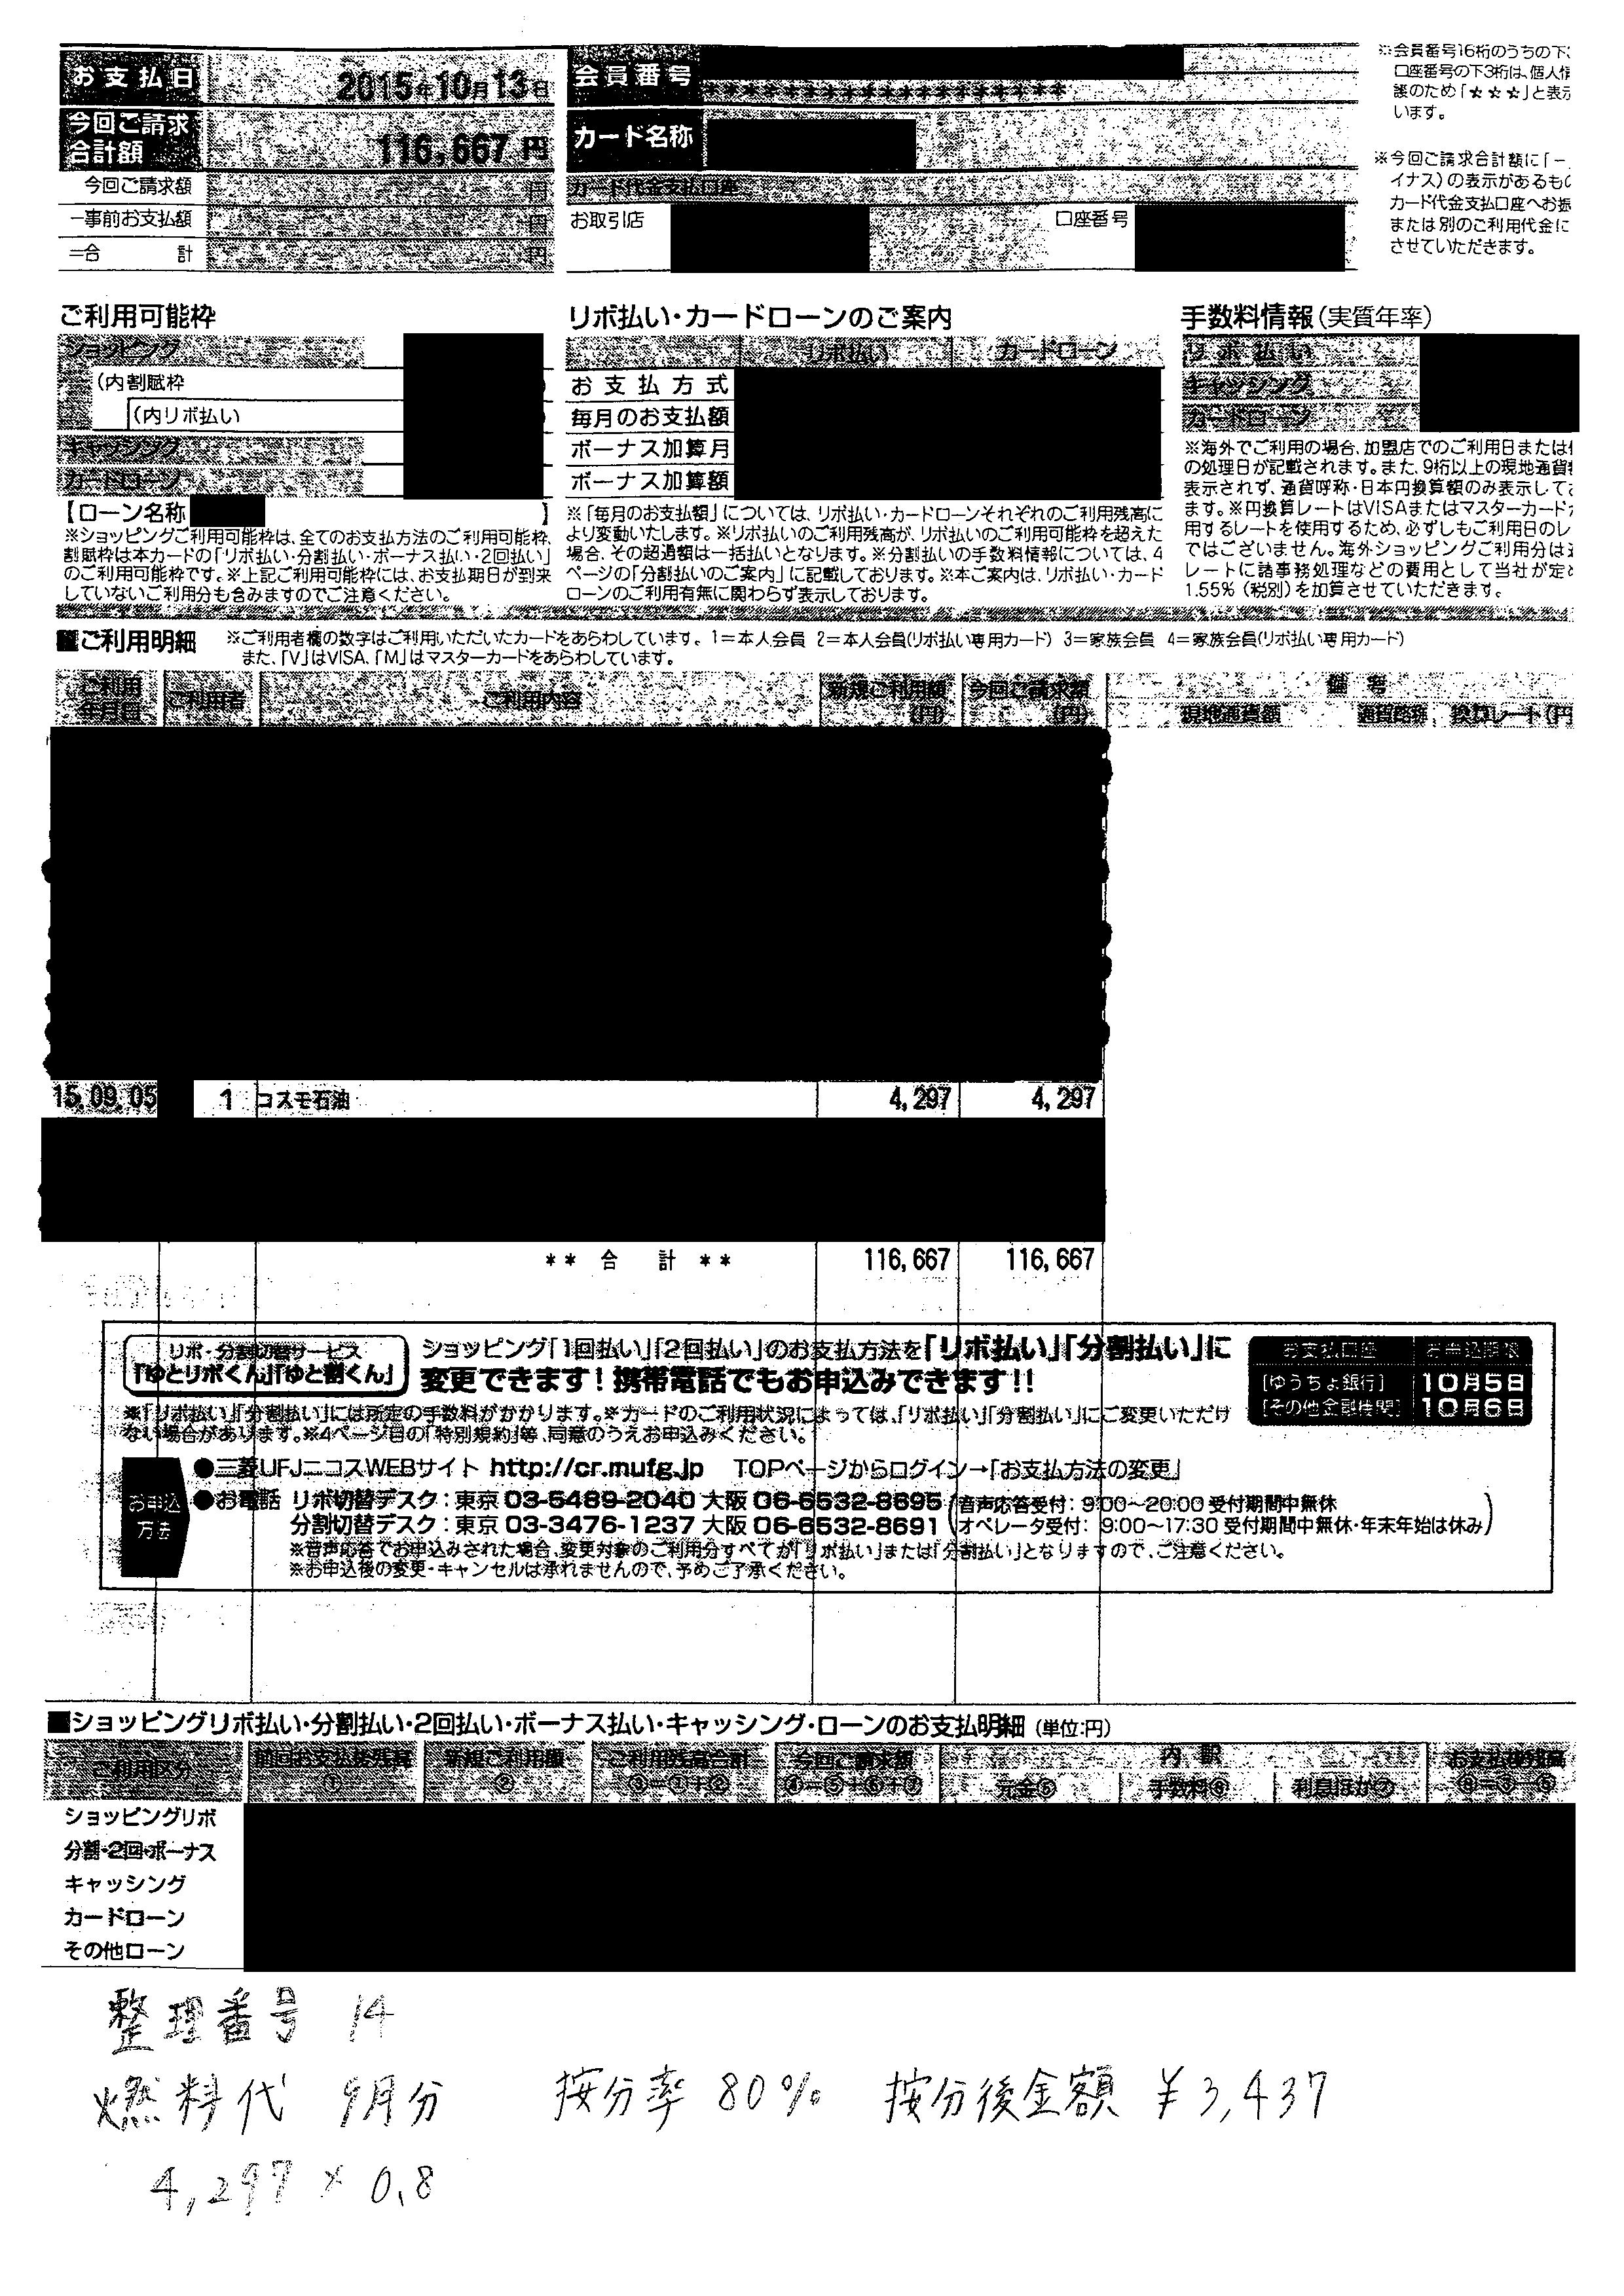 お支払日 2015年10月13日
今回ご請求合計額 116,667円
今回ご請求額 円
−事前お支払額 円
=合 計 円
会員番号 *******************
カード名称
カード代金支払口座
お取引店 口座番号
※会員番号16桁のうちの下
口座番号の下3桁は、個人情
護のため「★★★」と表示
います。
※今回ご請求合計額に「−
イナス)の表示があるもの
カード代金支払口座へお振
または別のご利用代金に
させていただきます。
ご利用可能枠
ショッピング
(内割賦枠 )
(内リボ払い )
キャッシング
カードローン
【ローン名称 】
※ショッピングご利用可能枠は、全てのお支払方法のご利用可能枠、
割賦枠は本カードの「リボ払い・分割払い・ボーナス払い・2回払い」
のご利用可能枠です。※上記ご利用可能枠には、お支払期日が到来
していないご利用分も含みますのでご注意ください。
リボ払い・カードローンのご案内
リボ払い カードローン
お支払方式
毎月のお支払額
ボーナス加算月
ボーナス加算額
※「毎月のお支払額」については、リボ払い・カードローンそれぞれのご利用残高に
より変動いたします。※リボ払いのご利用残高が、リボ払いのご利用可能枠を超えた
場合、その超過額は一括払いとなります。※分割払いの手数料情報については、4
ページの「分割払いのご案内」に記載しております。※本ご案内は、リボ払い・カード
ローンのご利用有無に関わらず表示しております。
手数料情報(実質年率)
リボ払い
キャッシング
カードローン
※海外でご利用の場合、加盟店でのご利用日または
の処理日が記載されます。また、9桁以上の現地通貨
表示されず、通貨呼称・日本円換算額のみ表示して
ます。※円換算レートはVISAまたはマスターカード
用するレートを使用するため、必ずしもご利用日のレ
ではございません。海外ショッピングご利用分は
レートに諸事務処理などの費用として当社が定
1.55%(税別)を加算させていただきます。
■ご利用明細 ※ご利用者欄の数字はご利用いただいたカードをあらわしています。1=本人会員 2=本人会員(リボ払い専用カード) 3=家族会員 4=家族会員(リボ払い専用カード)
また、「V」はVISA、「M」はマスターカードをあらわしています。
ご利用年月日 ご利用者 ご利用内容 新規ご利用額(円) 今回ご請求額(円) 備 考
現地通貨額 通貨略称 換算レート(円
15.09.05 1 コスモ石油 4,297 4,297
** 合 計 ** 116,667 116,667
リボ・分割切替サービス
「ゆとリボくん」「ゆと割くん」
ショッピング「1回払い」「2回払い」のお支払方法を「リボ払い」「分割払い」に
変更できます!携帯電話でもお申込みできます!!
お支払口座 お申込期限
[ゆうちょ銀行] 10月5日
[その他金融機関] 10月6日
※「リボ払い」「分割払い」には所定の手数料がかかります。※カードのご利用状況によっては、「リボ払い」「分割払い」にご変更いただけ
ない場合があります。※4ページ目の「特別規約」等、同意のうえお申込みください。
お申込方法
●三菱UFJニコスWEBサイト http://cr.mufg.jp TOPページからログイン→「お支払方法の変更」
●お電話 リボ切替デスク:東京 03-5489-2040 大阪 06-6532-8695 (音声応答受付:9:00〜20:00 受付期間中無休
分割切替デスク:東京 03-3476-1237 大阪 06-6532-8691 オペレータ受付:9:00〜17:30 受付期間中無休・年末年始は休み)
※音声応答でお申込みされた場合、変更対象のご利用分すべてが「リボ払い」または「分割払い」となりますので、ご注意ください。
※お申込後の変更・キャンセルは承れませんので、予めご了承ください。
■ショッピングリボ払い・分割払い・2回払い・ボーナス払い・キャッシング・ローンのお支払明細(単位:円)
ご利用区分 前回お支払後残高① 新規ご利用額② ご利用残高合計③=①+② 今回ご請求額④=⑤+⑥+⑦ 内 訳 お支払後残高⑧=③−⑤
元金⑤ 手数料⑥ 利息ほか⑦
ショッピングリボ
分割・2回・ボーナス
キャッシング
カードローン
その他ローン
整理番号 14
燃料代 9月分 按分率 80% 按分後金額 ¥3,437
4,297 × 0.8